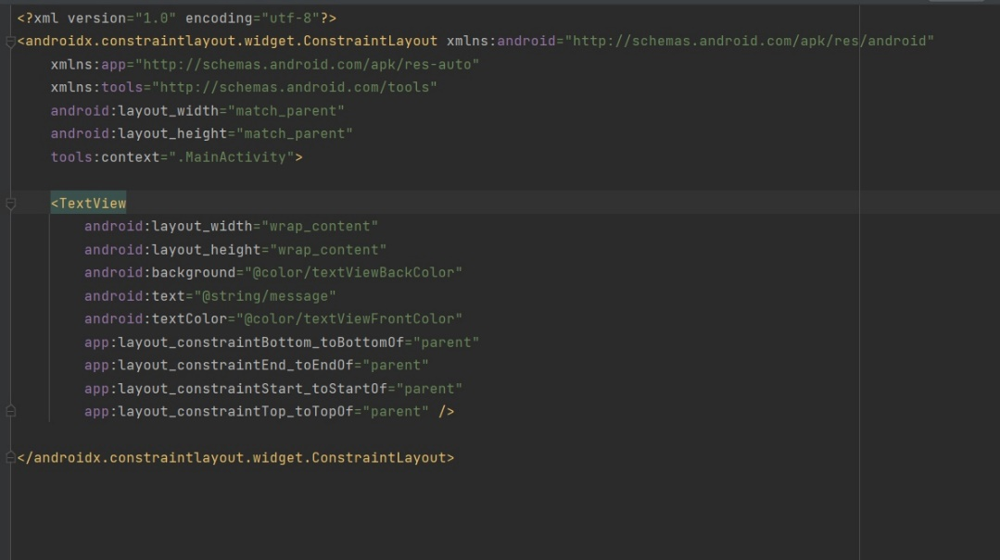 <?xml version="1.0" encoding="utf-8"?>
<androidx.constraintlayout.widget.ConstraintLayout xmlns:android="http://schemas.android.com/apk/res/android"
    xmlns:app="http://schemas.android.com/apk/res-auto"
    xmlns:tools="http://schemas.android.com/tools"
    android:layout_width="match_parent"
    android:layout_height="match_parent"
    tools:context=".MainActivity">

    <TextView
        android:layout_width="wrap_content"
        android:layout_height="wrap_content"
        android:background="@color/textViewBackColor"
        android:text="@string/message"
        android:textColor="@color/textViewFrontColor"
        app:layout_constraintBottom_toBottomOf="parent"
        app:layout_constraintEnd_toEndOf="parent"
        app:layout_constraintStart_toStartOf="parent"
        app:layout_constraintTop_toTopOf="parent" />

</androidx.constraintlayout.widget.ConstraintLayout>